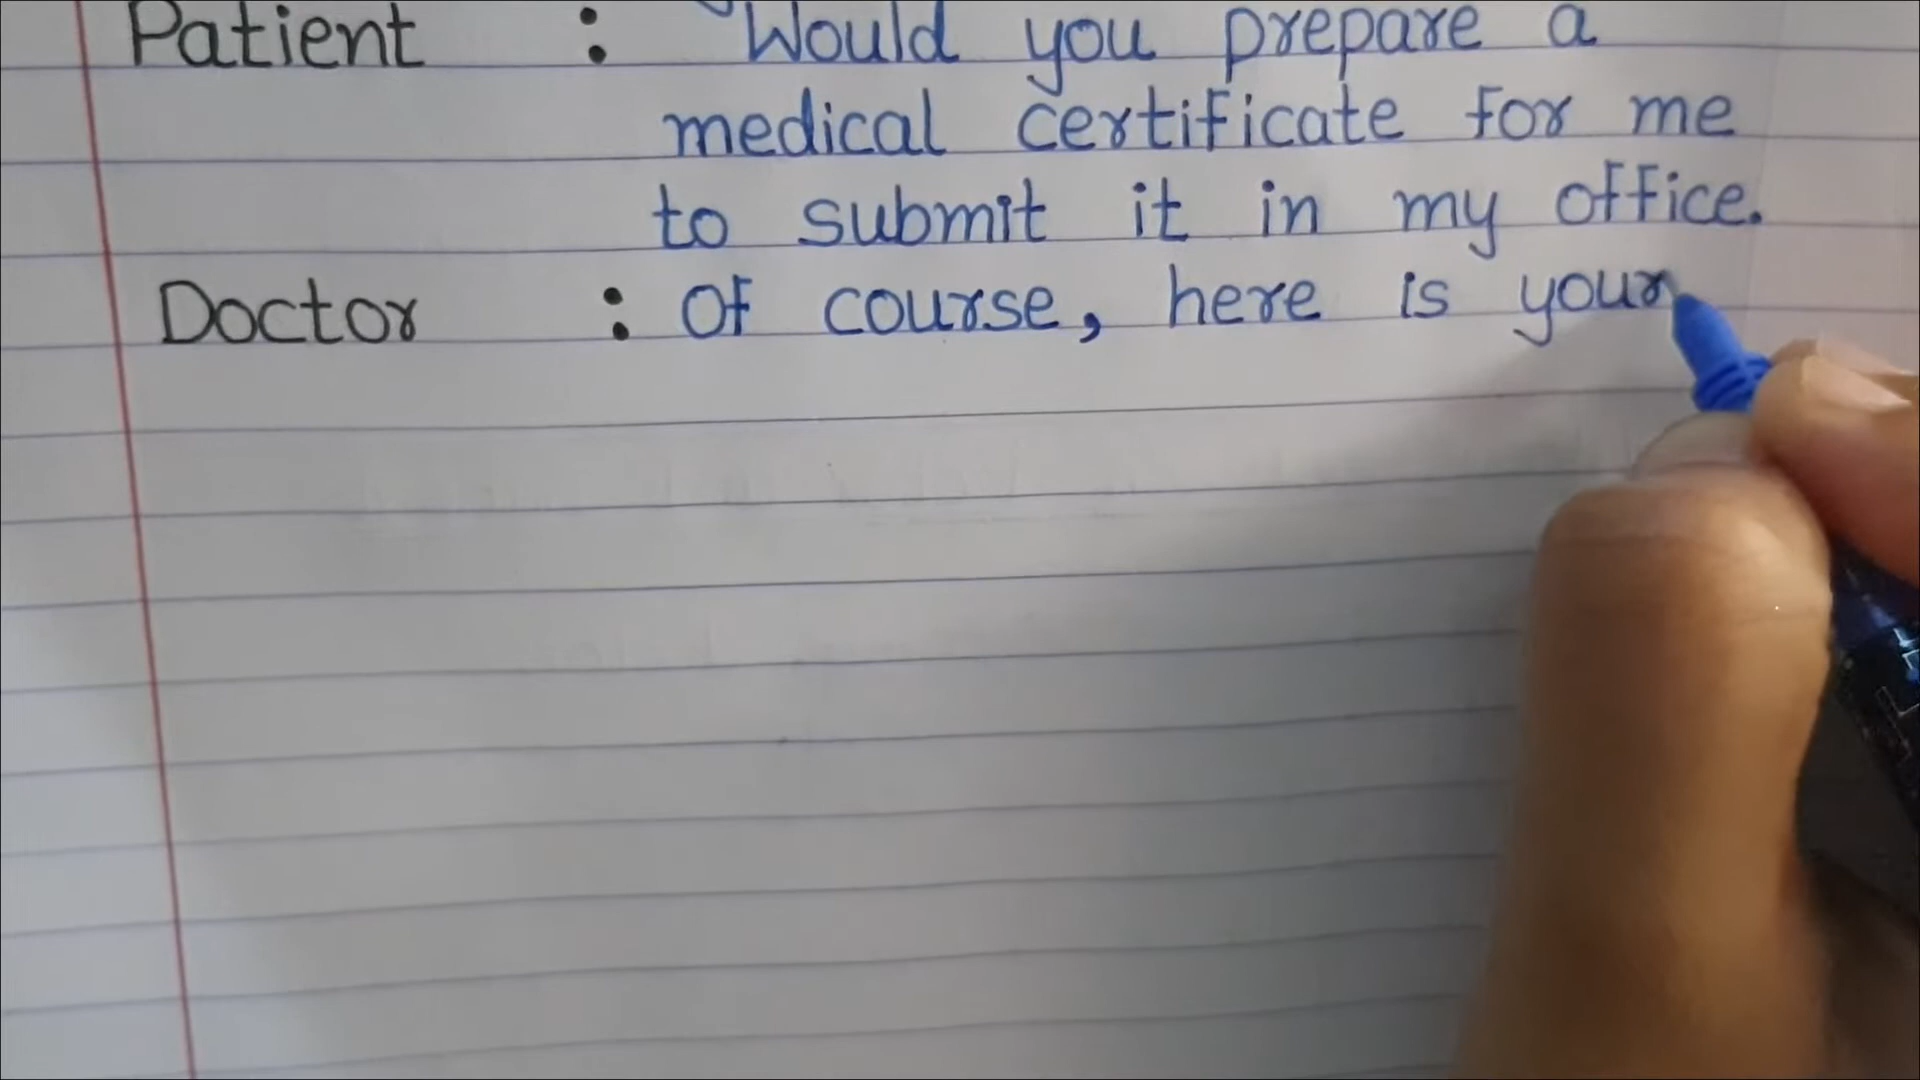 Patient : Would you prepare a
medical certificate for me
to submit it in my office.
Doctor : Of course, here is your